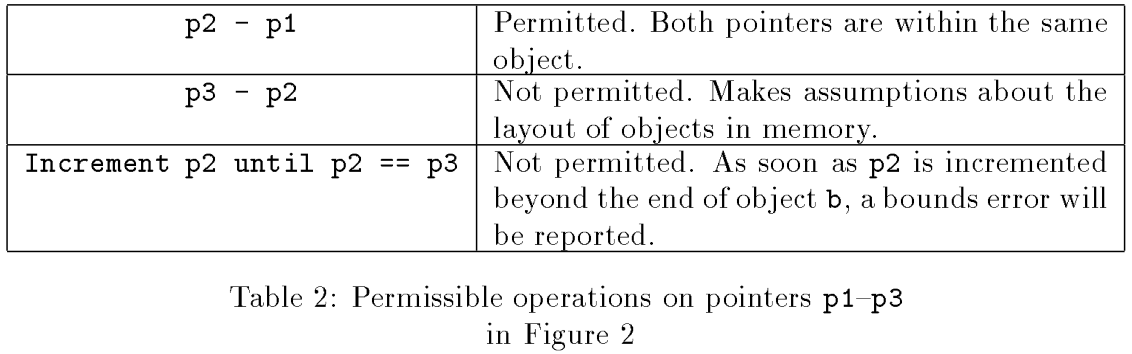 p2 - p1 Permitted. Both pointers are within the same
object.
p3 - p2 Not permitted. Makes assumptions about the
layout of objects in memory.
Increment p2 until p2 == p3 Not permitted. As soon as p2 is incremented
beyond the end of object b, a bounds error will
be reported.
Table 2: Permissible operations on pointers p1–p3
in Figure 2